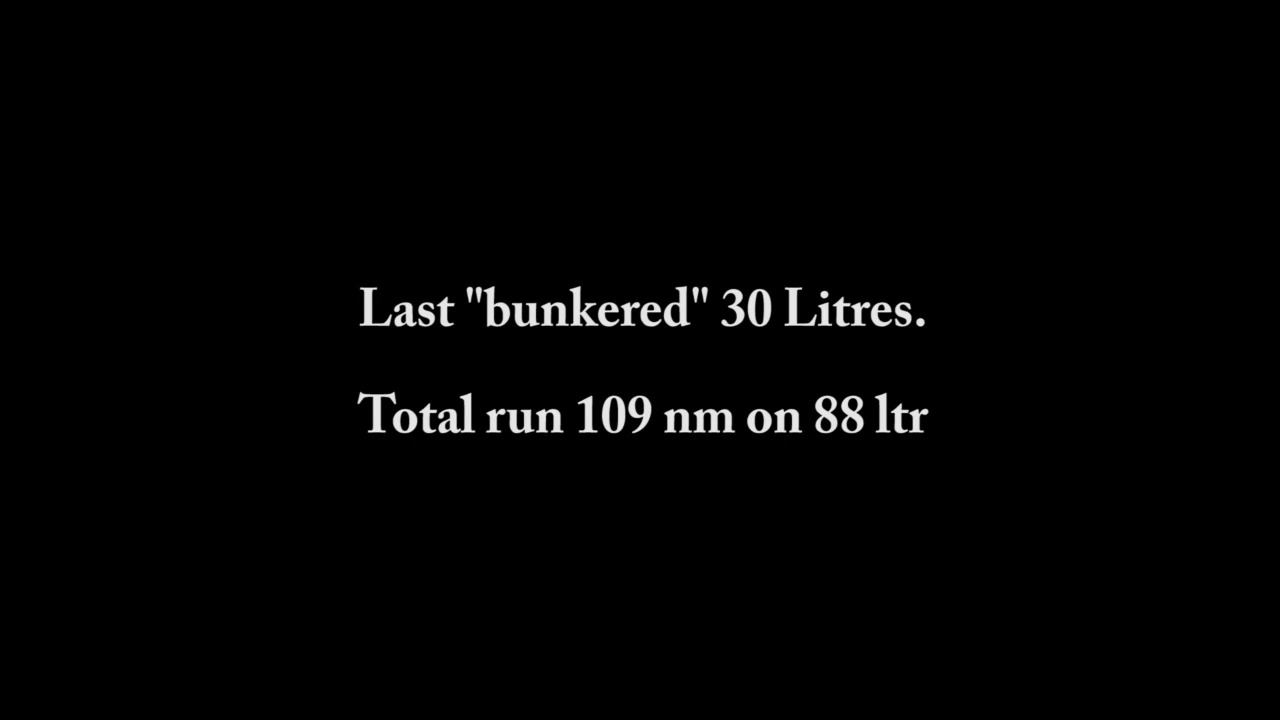 Last "bunkered" 30 Litres.
Total run 109 nm on 88 ltr